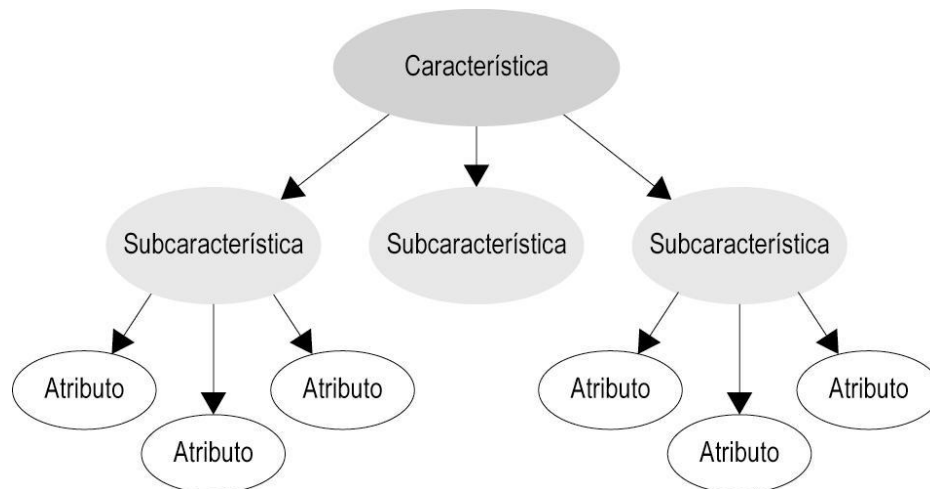 Característica
Subcaracterística
Subcaracterística
Subcaracterística
Atributo
Atributo
Atributo
Atributo
Atributo
Atributo